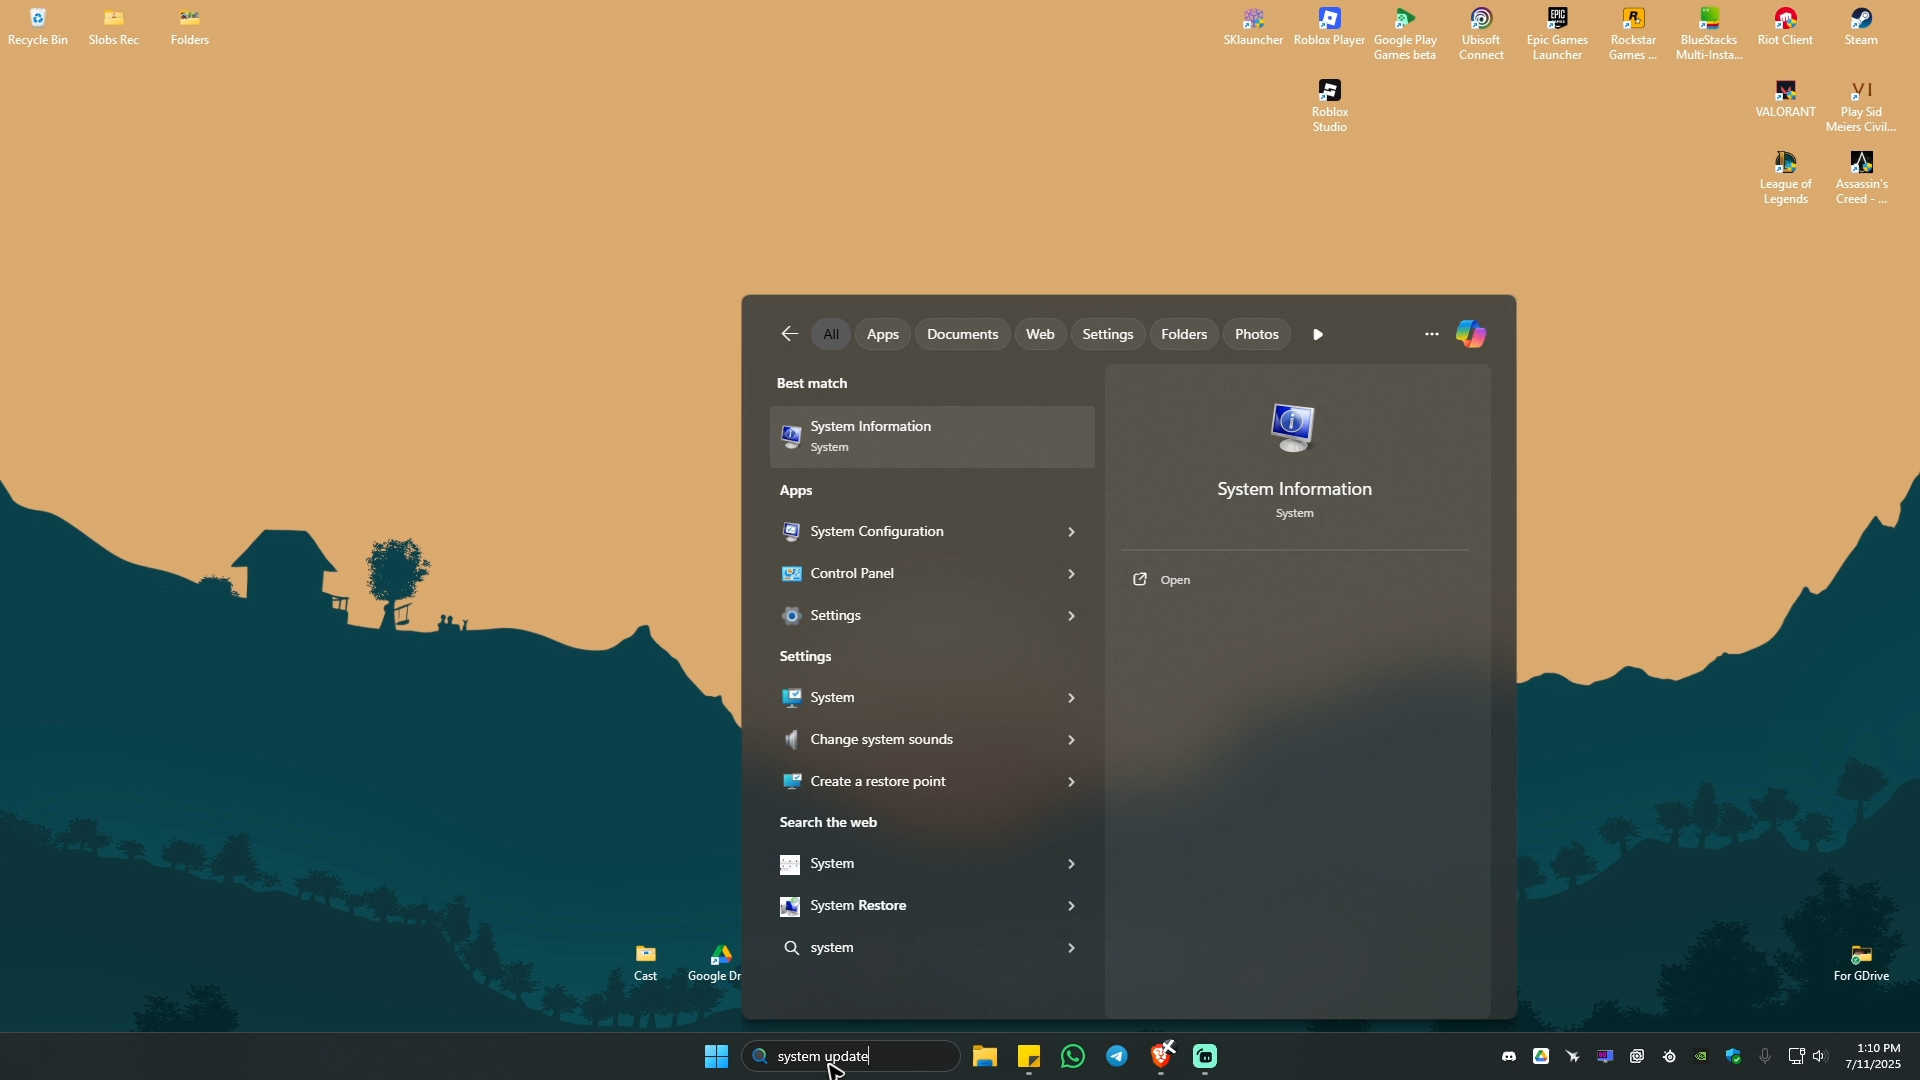 Recycle Bin
Slobs Rec
Folders
SKlauncher
Roblox Player
Google Play
Games beta
Ubisoft
Connect
Epic Games
Launcher
Rockstar
Games ...
BlueStacks
Multi-Insta...
Riot Client
Steam
Roblox
Studio
VALORANT
VI
Play Sid
Meiers Civil...
League of
Legends
Assassin's
Creed - ...
All
Apps
Documents
Web
Settings
Folders
Photos
Best match
System Information
System
Apps
System Configuration
Control Panel
Settings
Settings
System
Change system sounds
Create a restore point
Search the web
System
System Restore
system
System Information
System
Open
Cast
Google Dr
For GDrive
system update
1:10 PM
7/11/2025